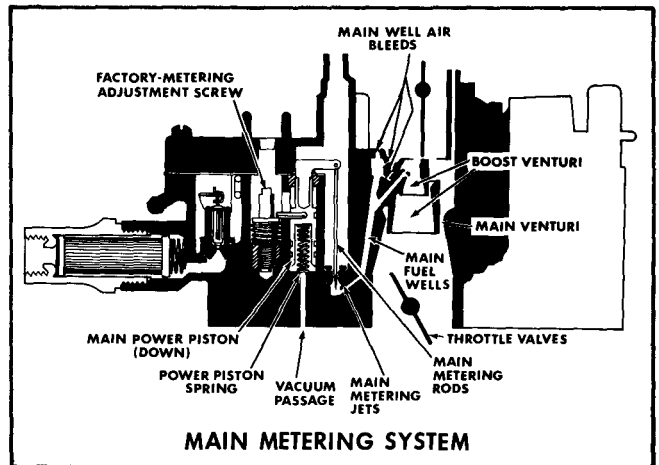 MAIN WELL AIR
BLEEDS
FACTORY-METERING
ADJUSTMENT SCREW
BOOST VENTURI
MAIN VENTURI
MAIN
FUEL
WELLS
MAIN POWER PISTON
(DOWN)
POWER PISTON
SPRING
VACUUM
PASSAGE
MAIN
METERING
JETS
MAIN
METERING
RODS
THROTTLE VALVES
MAIN METERING SYSTEM